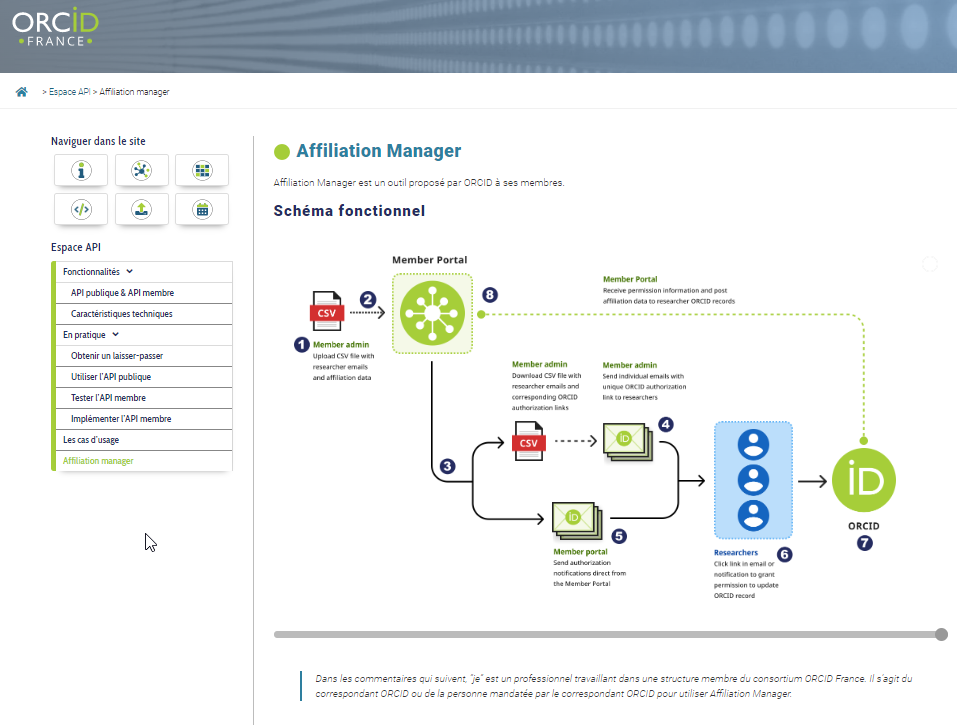 ORCiD
FRANCE
> Espace API > Affiliation manager
Naviguer dans le site
Espace API
Fonctionnalités
API publique & API membre
Caractéristiques techniques
En pratique
Obtenir un laisser-passer
Utiliser l'API publique
Tester l'API membre
Implémenter l'API membre
Les cas d'usage
Affiliation manager
Affiliation Manager
Affiliation Manager est un outil proposé par ORCID à ses membres.
Schéma fonctionnel
Member Portal
CSV
2
1
Member admin
Upload CSV file with
researcher emails
and affiliation data
8
Member Portal
Receive permission information and post
affiliation data to researcher ORCID records
3
Member admin
Download CSV file with
researcher emails and
corresponding ORCID
authorization links
CSV
Member admin
Send individual emails with
unique ORCID authorization
link to researchers
iD
4
iD
5
Member portal
Send authorization
notifications direct from
the Member Portal
Researchers
6
Click link in email or
notification to grant
permission to update
ORCID record
iD
ORCID
7
Dans les commentaires qui suivent, "je" est un professionnel travaillant dans une structure membre du consortium ORCID France. Il s'agit du
correspondant ORCID ou de la personne mandatée par le correspondant ORCID pour utiliser Affiliation Manager.